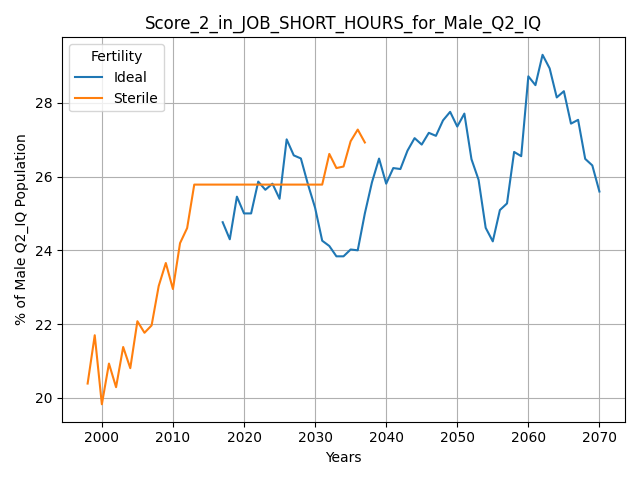 Score_2_in_JOB_SHORT_HOURS_for_Male_Q2_IQ
Fertility
Ideal
Sterile
28
26
24
22
20
% of Male Q2_IQ Population
2000 2010 2020 2030 2040 2050 2060 2070
Years